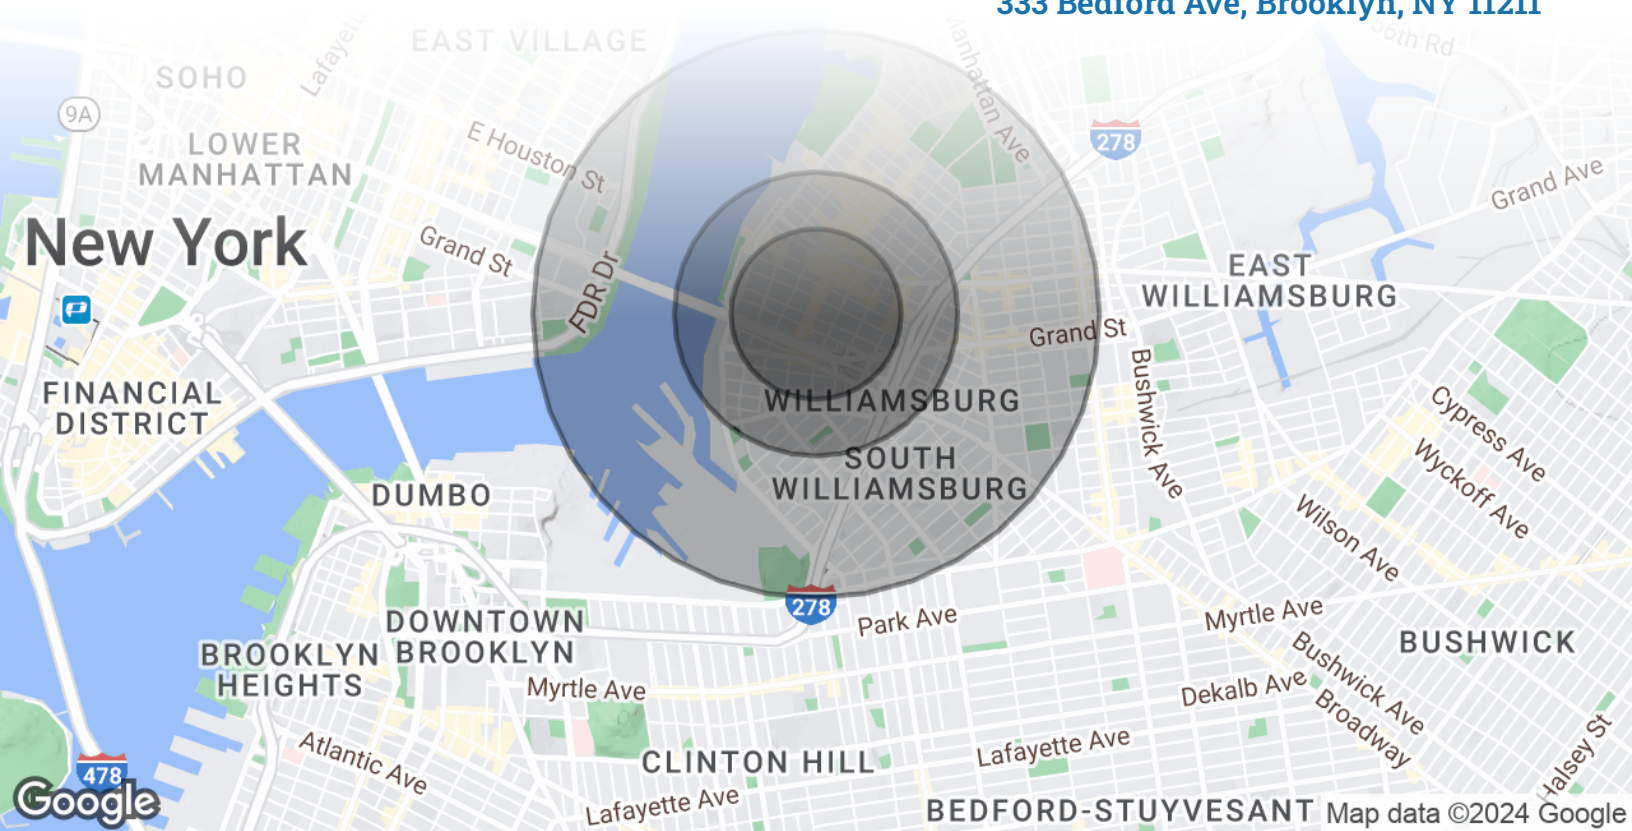 333 Bedford Ave, Brooklyn, NY 11211
EAST VILLAGE
56th Rd
SOHO
Lafayette
Manhattan Ave
9A
278
LOWER
MANHATTAN
E Houston St
Grand Ave
New York
Grand St
FDR Dr
EAST
WILLIAMSBURG
Grand St
Bushwick Ave
FINANCIAL
DISTRICT
WILLIAMSBURG
Cypress Ave
SOUTH
WILLIAMSBURG
Wyckoff Ave
DUMBO
Wilson Ave
278
Park Ave
Myrtle Ave
DOWNTOWN
BROOKLYN
BROOKLYN
HEIGHTS
BUSHWICK
Bushwick Ave
Myrtle Ave
Dekalb Ave
Broadway
Halsey St
Atlantic Ave
CLINTON HILL
Lafayette Ave
478
Google
Lafayette Ave
BEDFORD-STUYVESANT
Map data ©2024 Google